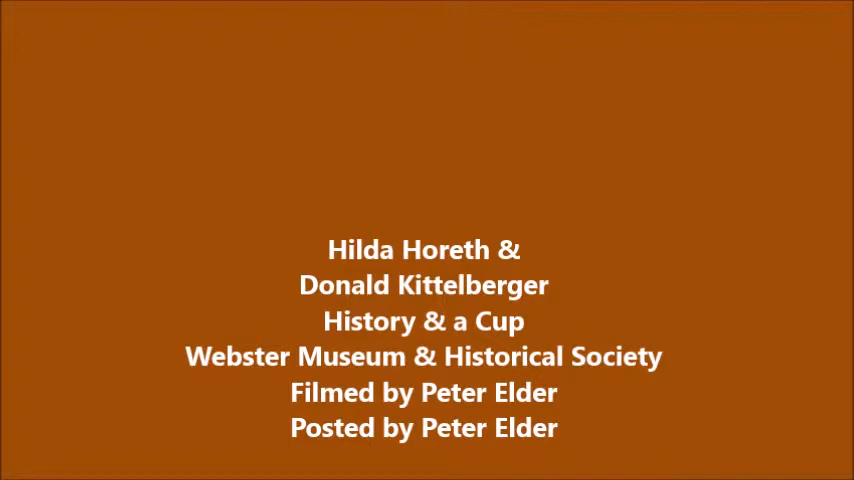 Hilda Horeth &
Donald Kittelberger
History & a Cup
Webster Museum & Historical Society
Filmed by Peter Elder
Posted by Peter Elder